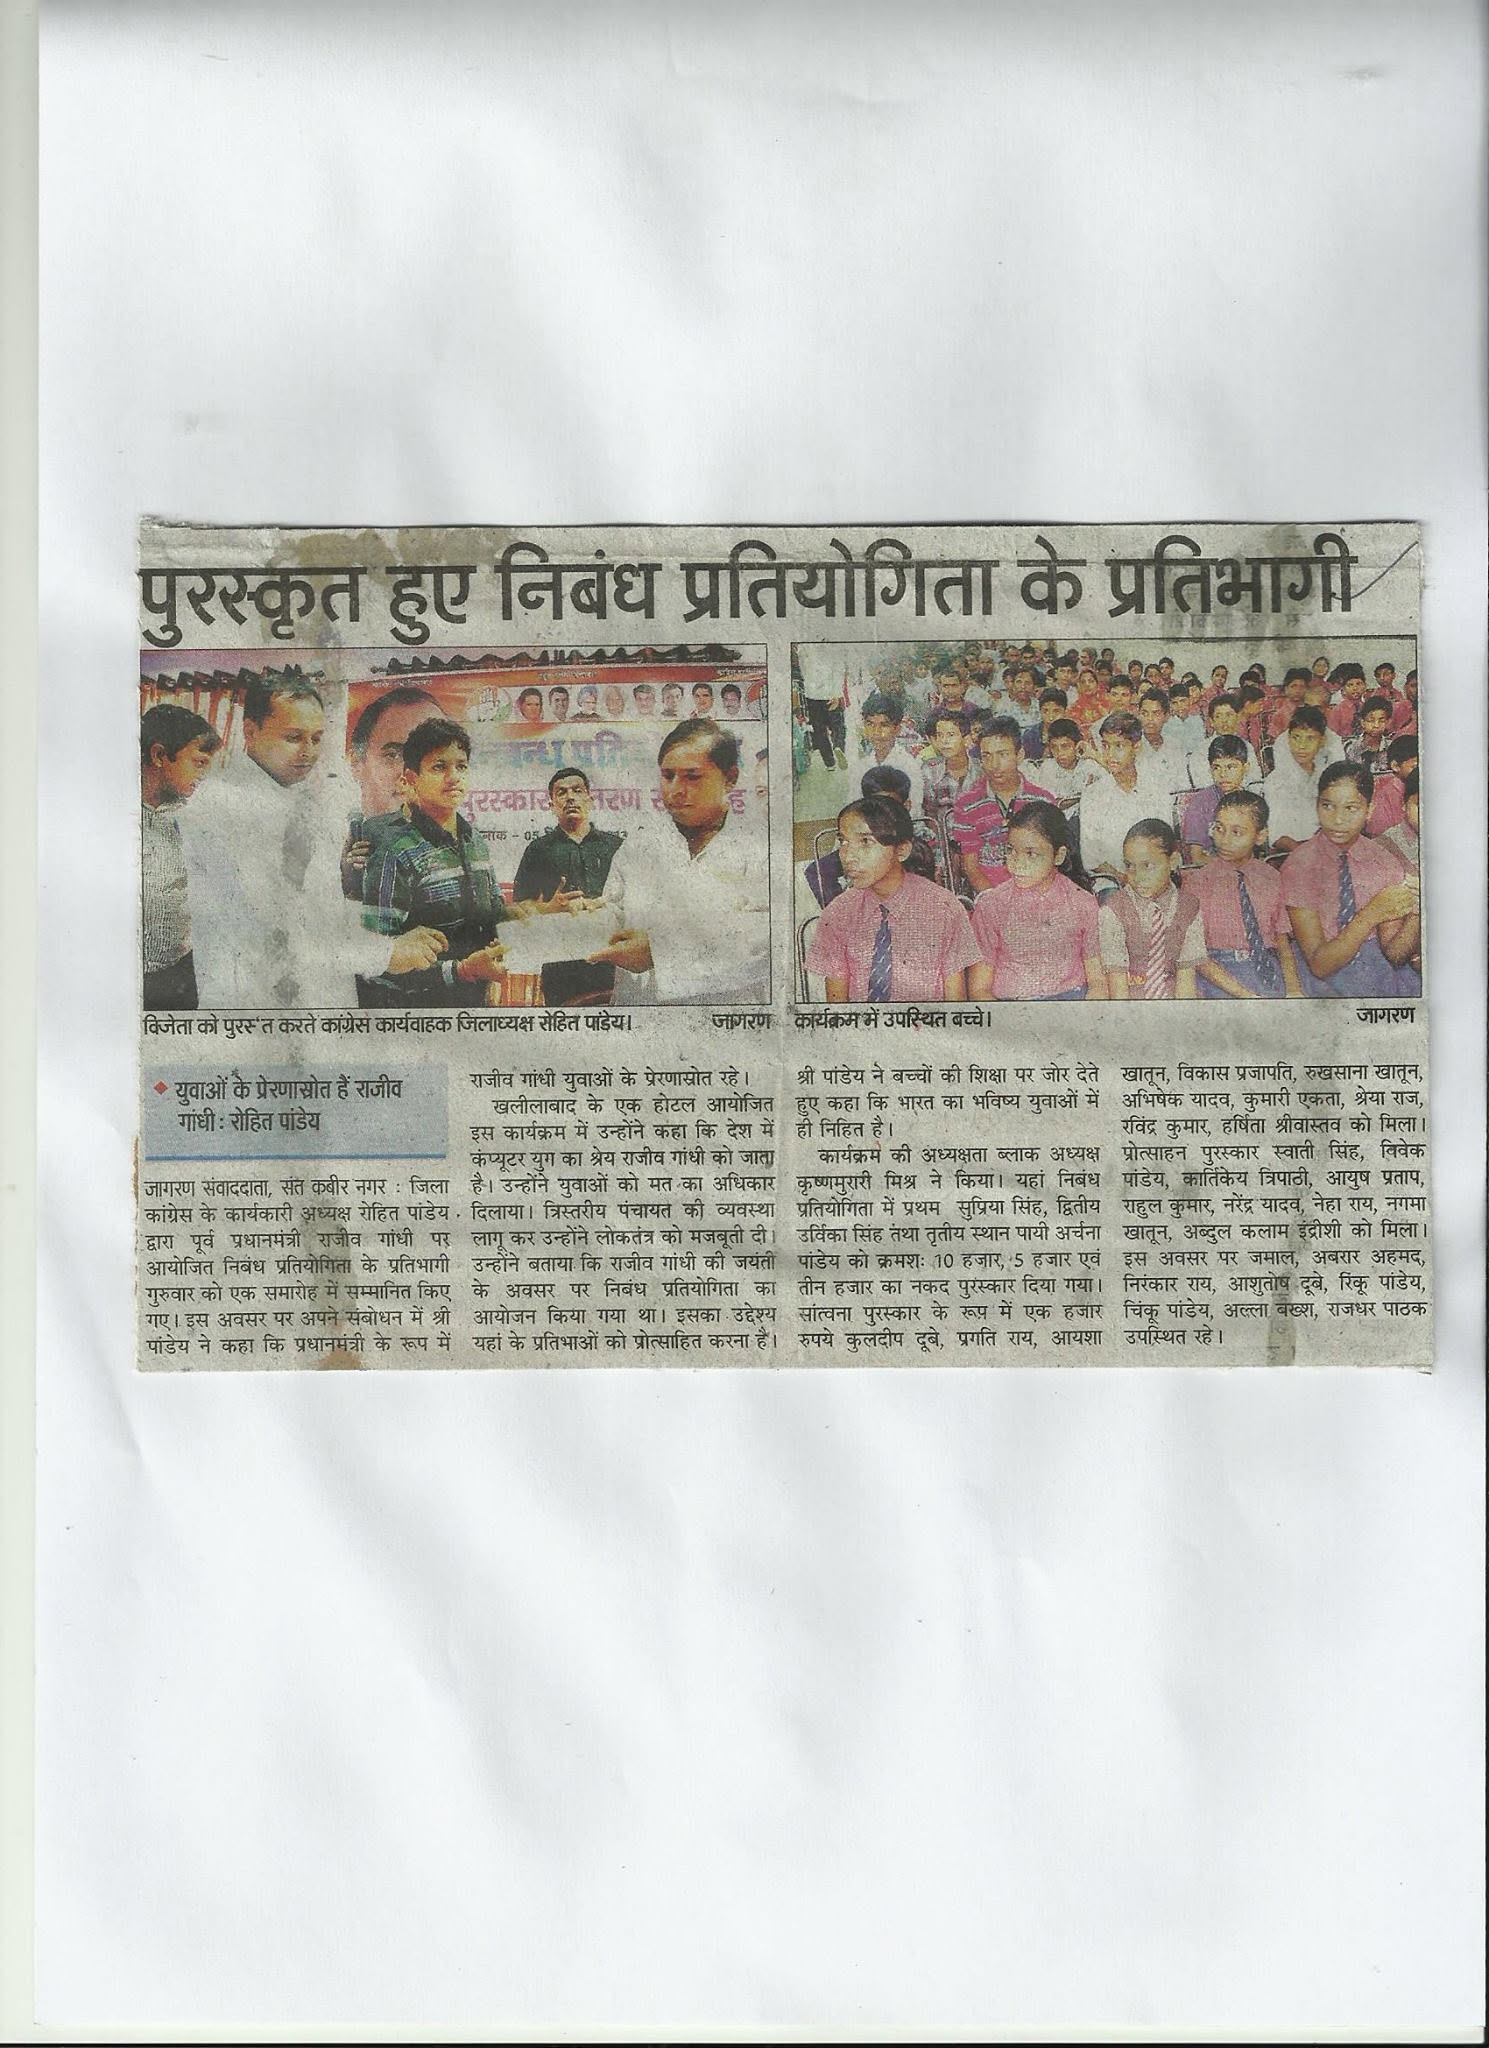 पुरस्कृत हुए निबंध प्रतियोगिता के प्रतिभागी
पुरस्कार
विजेता को पुरस्‍त करते कांग्रेस कार्यवाहक जिलाध्यक्ष रोहित पांडेय। जागरण
कार्यक्रम में उपस्थित बच्चे। जागरण
युवाओं के प्रेरणास्रोत हैं राजीव
गांधी : रोहित पांडेय
जागरण संवाददाता, संत कबीर नगर : जिला
कांग्रेस के कार्यकारी अध्यक्ष रोहित पांडेय
द्वारा पूर्व प्रधानमंत्री राजीव गांधी पर
आयोजित निबंध प्रतियोगिता के प्रतिभागी
गुरुवार को एक समारोह में सम्मानित किए
गए। इस अवसर पर अपने संबोधन में श्री
पांडेय ने कहा कि प्रधानमंत्री के रूप में
राजीव गांधी युवाओं के प्रेरणास्रोत रहे।
खलीलाबाद के एक होटल आयोजित
इस कार्यक्रम में उन्होंने कहा कि देश में
कंप्यूटर युग का श्रेय राजीव गांधी को जाता
है। उन्होंने युवाओं को मत का अधिकार
दिलाया। त्रिस्तरीय पंचायत की व्यवस्था
लागू कर उन्होंने लोकतंत्र को मजबूती दी।
उन्होंने बताया कि राजीव गांधी की जयंती
के अवसर पर निबंध प्रतियोगिता का
आयोजन किया गया था। इसका उद्देश्य
यहां के प्रतिभाओं को प्रोत्साहित करना है।
श्री पांडेय ने बच्चों की शिक्षा पर जोर देते
हुए कहा कि भारत का भविष्य युवाओं में
ही निहित है।
कार्यक्रम की अध्यक्षता ब्लाक अध्यक्ष
कृष्णमुरारी मिश्र ने किया। यहां निबंध
प्रतियोगिता में प्रथम सुप्रिया सिंह, द्वितीय
उर्विका सिंह तथा तृतीय स्थान पायी अर्चना
पांडेय को क्रमशः 10 हजार, 5 हजार एवं
तीन हजार का नकद पुरस्कार दिया गया।
सांत्वना पुरस्कार के रूप में एक हजार
रुपये कुलदीप दूबे, प्रगति राय, आयशा
खातून, विकास प्रजापति, रुखसाना खातून,
अभिषेक यादव, कुमारी एकता, श्रेया राज,
रविंद्र कुमार, हर्षिता श्रीवास्तव को मिला।
प्रोत्साहन पुरस्कार स्वाती सिंह, विवेक
पांडेय, कार्तिकेय त्रिपाठी, आयुष प्रताप,
राहुल कुमार, नरेंद्र यादव, नेहा राय, नगमा
खातून, अब्दुल कलाम इंद्रीशी को मिला।
इस अवसर पर जमाल, अबरार अहमद,
निरंकार राय, आशुतोष दूबे, रिंकू पांडेय,
चिंकू पांडेय, अल्ला बख्श, राजधर पाठक
उपस्थित रहे।